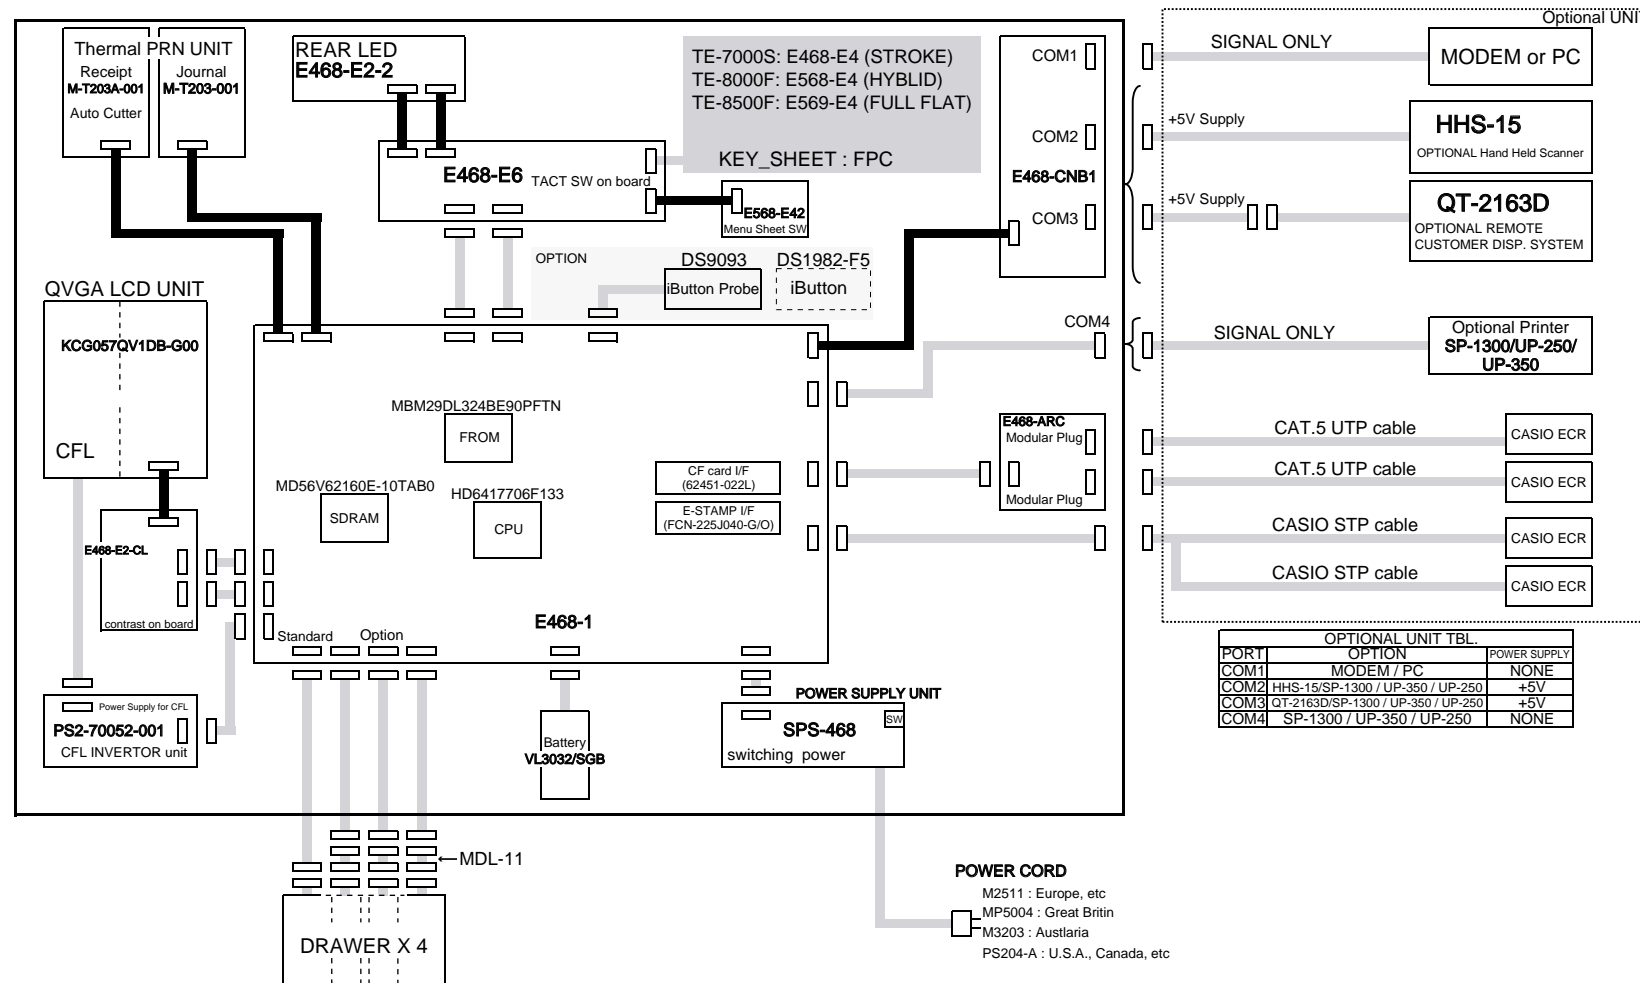 Optional UNI
Thermal PRN UNIT
Receipt
M-T203A-001
Auto Cutter
Journal
M-T203-001
REAR LED
E468-E2-2
TE-7000S: E468-E4 (STROKE)
TE-8000F: E568-E4 (HYBLID)
TE-8500F: E569-E4 (FULL FLAT)
KEY_SHEET : FPC
COM1
COM2
E468-CNB1
COM3
SIGNAL ONLY
MODEM or PC
+5V Supply
HHS-15
OPTIONAL Hand Held Scanner
+5V Supply
QT-2163D
OPTIONAL REMOTE
CUSTOMER DISP. SYSTEM
E468-E6
TACT SW on board
E568-E42
Menu Sheet SW
OPTION
DS9093
iButton Probe
DS1982-F5
iButton
QVGA LCD UNIT
KCG057QV1DB-G00
CFL
COM4
SIGNAL ONLY
Optional Printer
SP-1300/UP-250/
UP-350
MBM29DL324BE90PFTN
FROM
MD56V62160E-10TAB0
SDRAM
HD6417706F133
CPU
CF card I/F
(62451-022L)
E-STAMP I/F
(FCN-225J040-G/O)
E468-ARC
Modular Plug
Modular Plug
CAT.5 UTP cable
CASIO ECR
CAT.5 UTP cable
CASIO ECR
CASIO STP cable
CASIO ECR
CASIO STP cable
CASIO ECR
E468-E2-CL
contrast on board
E468-1
Standard
Option
Power Supply for CFL
PS2-70052-001
CFL INVERTOR unit
Battery
VL3032/SGB
POWER SUPPLY UNIT
SPS-468
SW
switching power
OPTIONAL UNIT TBL.
PORT OPTION POWER SUPPLY
COM1 MODEM / PC NONE
COM2 HHS-15/SP-1300 / UP-350 / UP-250 +5V
COM3 QT-2163D/SP-1300 / UP-350 / UP-250 +5V
COM4 SP-1300 / UP-350 / UP-250 NONE
←MDL-11
DRAWER X 4
POWER CORD
M2511 : Europe, etc
MP5004 : Great Britin
M3203 : Austlaria
PS204-A : U.S.A., Canada, etc